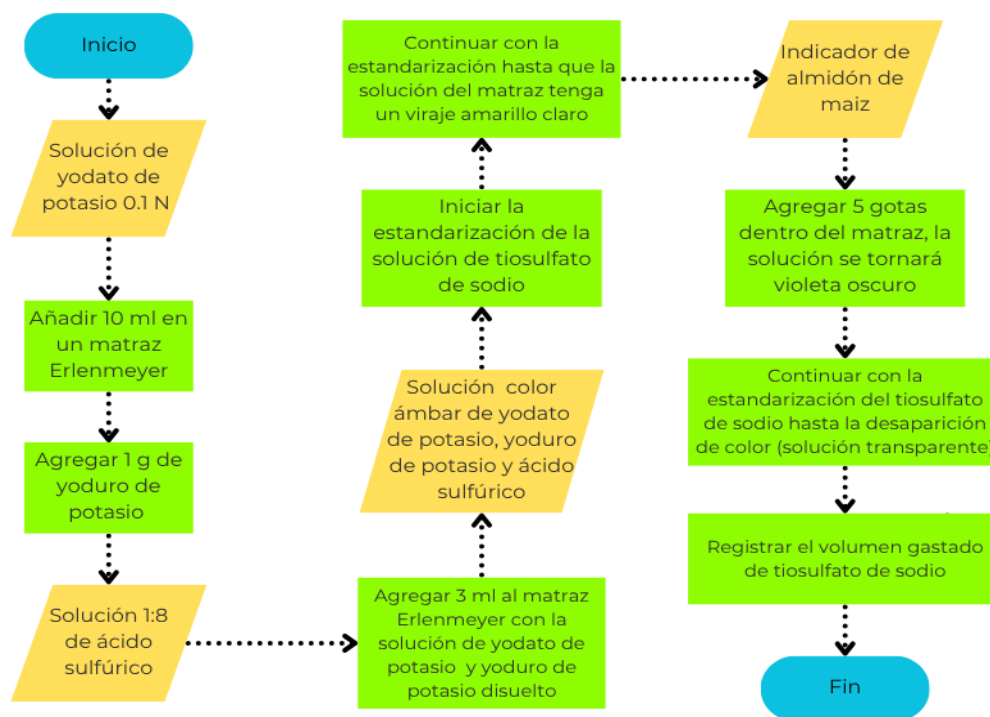 Inicio
Solución de
yodato de
potasio 0.1 N
Añadir 10 ml en
un matraz
Erlenmeyer
Agregar 1 g de
yoduro de
potasio
Solución 1:8
de ácido
sulfúrico
Agregar 3 ml al matraz
Erlenmeyer con la
solución de yodato de
potasio y yoduro de
potasio disuelto
Solución color
ámbar de yodato
de potasio, yoduro
de potasio y ácido
sulfúrico
Iniciar la
estandarización de la
solución de tiosulfato
de sodio
Continuar con la
estandarización hasta que la
solución del matraz tenga
un viraje amarillo claro
Indicador de
almidón de
maiz
Agregar 5 gotas
dentro del matraz, la
solución se tornará
violeta oscuro
Continuar con la
estandarización del tiosulfato
de sodio hasta la desaparición
de color (solución transparente)
Registrar el volumen gastado
de tiosulfato de sodio
Fin